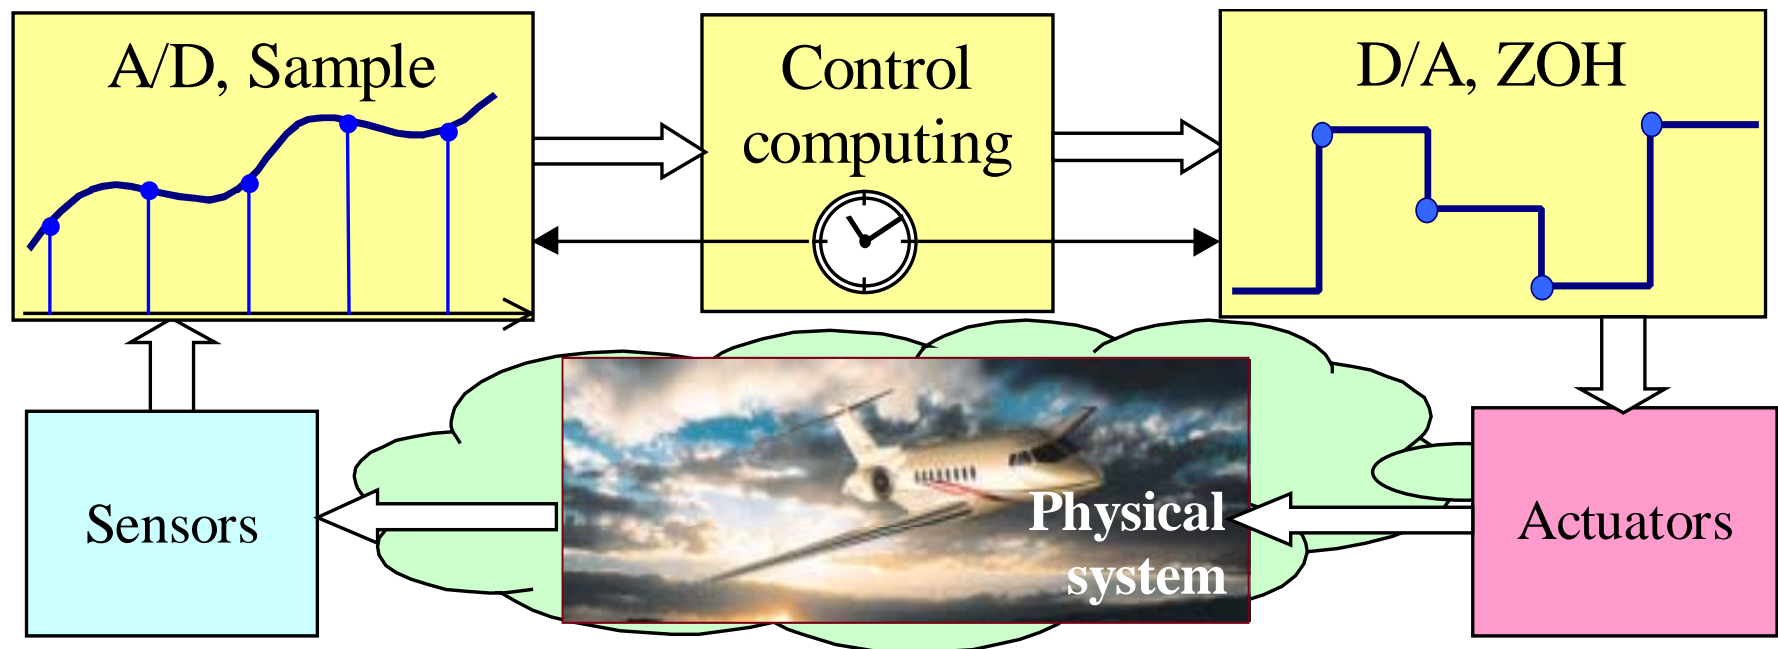 A/D, Sample
Control
computing
D/A, ZOH
Sensors
Physical
system
Actuators